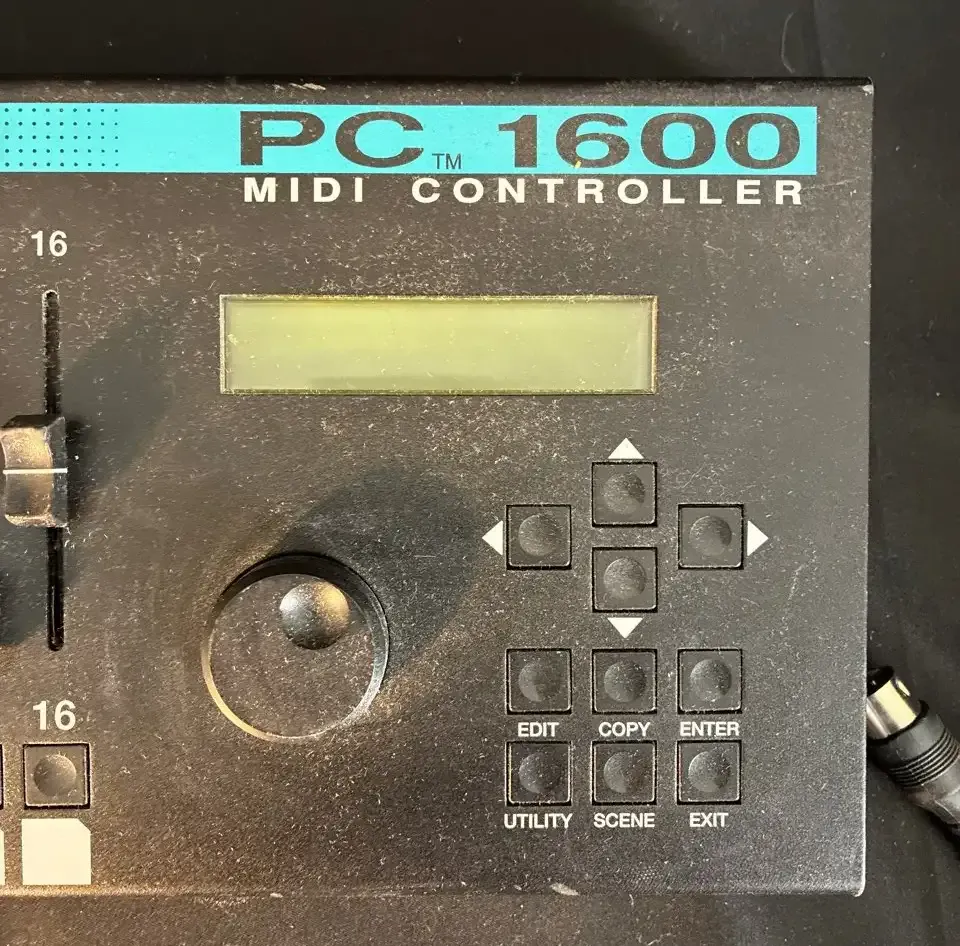 PC™ 1600
MIDI CONTROLLER
16
16
EDIT COPY ENTER
UTILITY SCENE EXIT